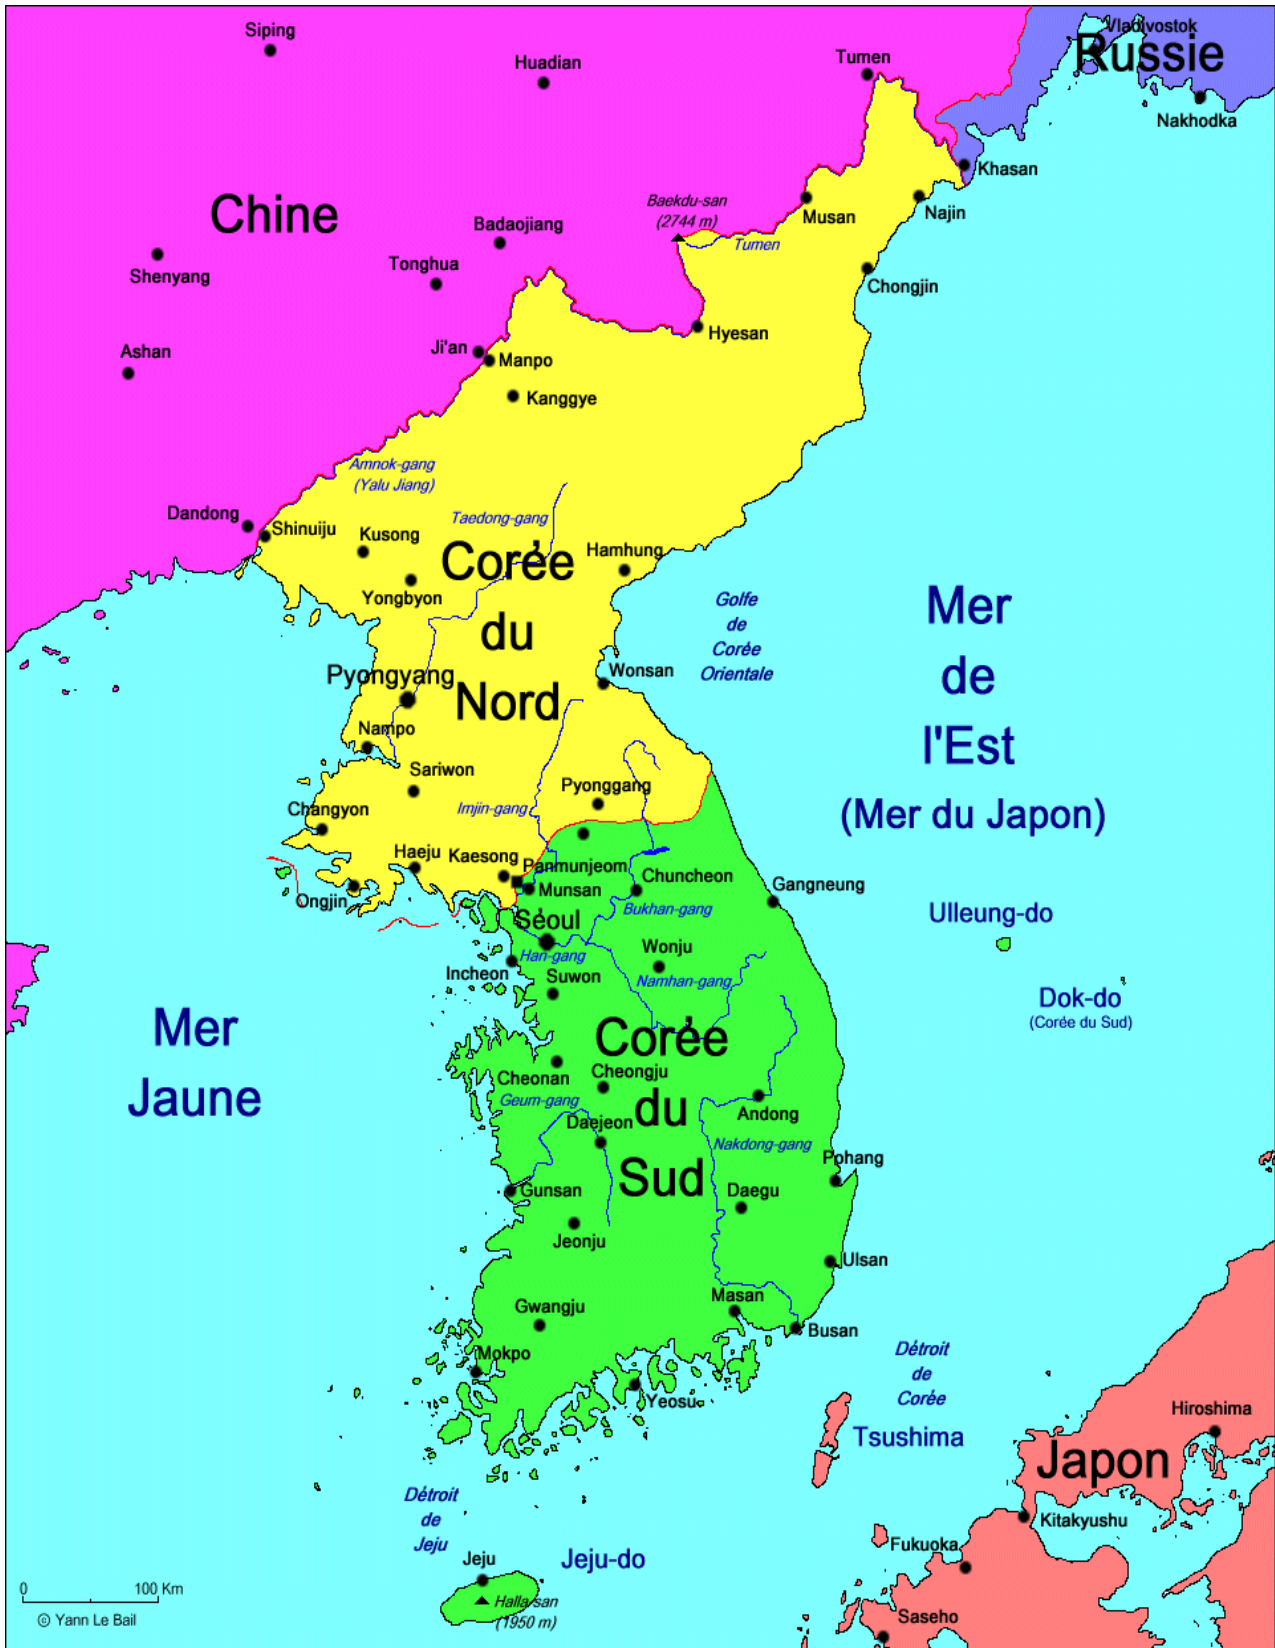 Siping
Huadian
Tumen
Vladivostok
Russie
Nakhodka
Khasan
Chine
Baekdu-san
(2744 m)
Musan
Najin
Badaojiang
Tumen
Shenyang
Tonghua
Chongjin
Hyesan
Ashan
Ji'an
Manpo
Kanggye
Amnok-gang
(Yalu Jiang)
Dandong
Shinuiju
Kusong
Taedong-gang
Hamhung
Yongbyon
Corée
du
Nord
Golfe
de
Corée
Orientale
Mer
de
l'Est
(Mer du Japon)
Pyongyang
Wonsan
Nampo
Sariwon
Pyonggang
Changyon
Imjin-gang
Haeju
Kaesong
Panmunjeom
Munsan
Chuncheon
Gangneung
Ongjin
Séoul
Bukhan-gang
Ulleung-do
Han-gang
Wonju
Incheon
Suwon
Namhan-gang
Dok-do
(Corée du Sud)
Mer
Jaune
Corée
du
Sud
Cheonan
Cheongju
Geum-gang
Daejeon
Andong
Nakdong-gang
Pohang
Gunsan
Daegu
Jeonju
Ulsan
Masan
Gwangju
Busan
Mokpo
Yeosu
Détroit
de
Corée
Tsushima
Hiroshima
Japon
Détroit
de
Jeju
Kitakyushu
Fukuoka
Jeju
Jeju-do
Halla-san
(1950 m)
Saseho
0 100 Km
© Yann Le Bail